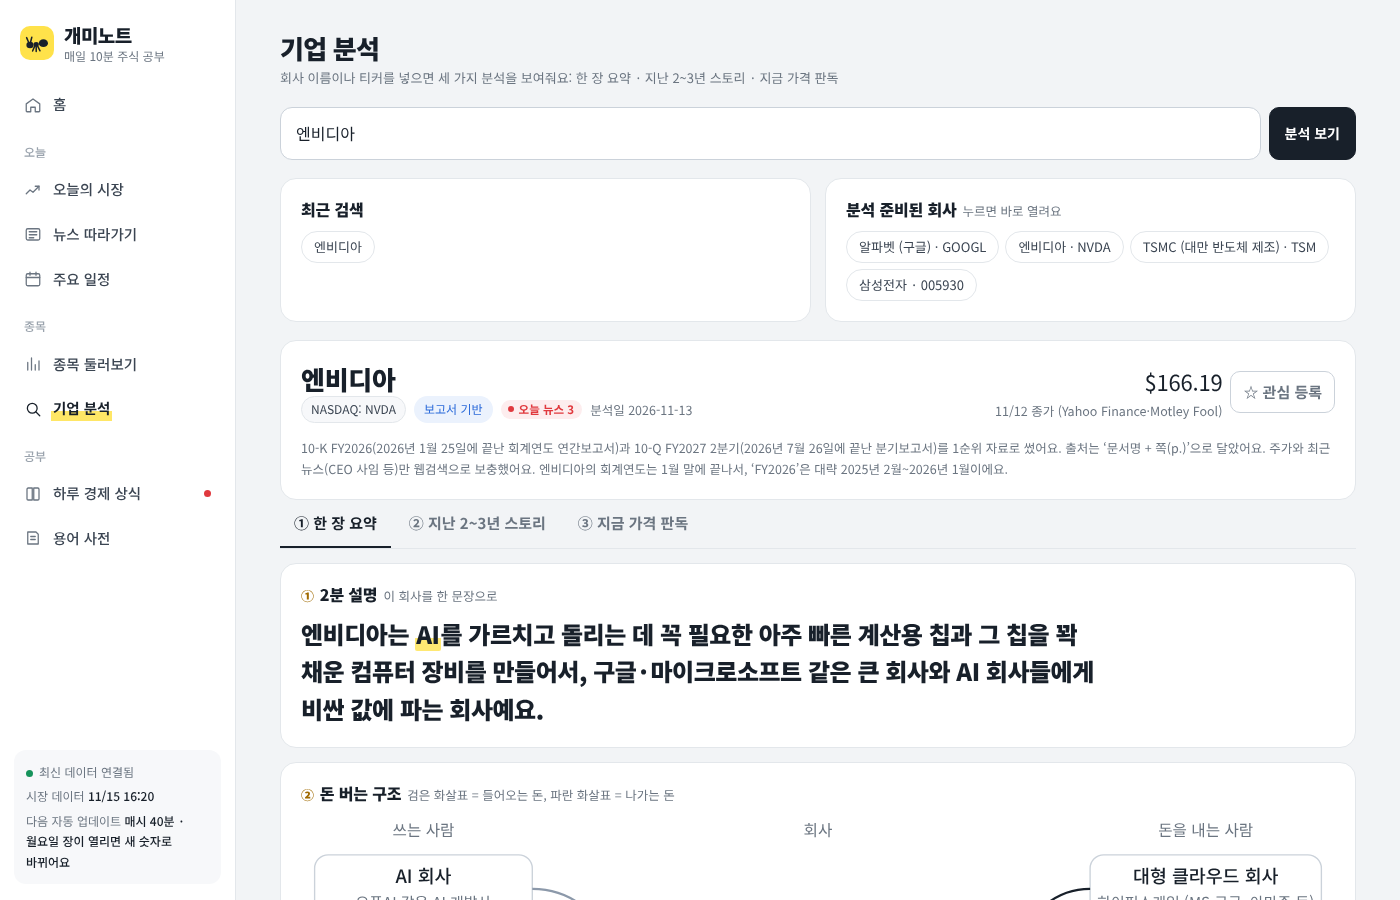 개미노트
매일 10분 주식 공부
홈
오늘
오늘의 시장
뉴스 따라가기
주요 일정
종목
종목 둘러보기
기업 분석
공부
하루 경제 상식
용어 사전
최신 데이터 연결됨
시장 데이터 11/15 16:20
다음 자동 업데이트 매시 40분 ·
월요일 장이 열리면 새 숫자로
바뀌어요
기업 분석
회사 이름이나 티커를 넣으면 세 가지 분석을 보여줘요: 한 장 요약 · 지난 2~3년 스토리 · 지금 가격 판독
엔비디아
분석 보기
최근 검색
엔비디아
분석 준비된 회사 누르면 바로 열려요
알파벳 (구글) · GOOGL
엔비디아 · NVDA
TSMC (대만 반도체 제조) · TSM
삼성전자 · 005930
엔비디아
NASDAQ: NVDA
보고서 기반
오늘 뉴스 3
분석일 2026-11-13
$166.19
11/12 종가 (Yahoo Finance·Motley Fool)
☆ 관심 등록
10-K FY2026(2026년 1월 25일에 끝난 회계연도 연간보고서)과 10-Q FY2027 2분기(2026년 7월 26일에 끝난 분기보고서)를 1순위 자료로 썼어요. 출처는 ‘문서명 + 쪽(p.)’으로 달았어요. 주가와 최근
뉴스(CEO 사임 등)만 웹검색으로 보충했어요. 엔비디아의 회계연도는 1월 말에 끝나서, ‘FY2026’은 대략 2025년 2월~2026년 1월이에요.
① 한 장 요약
② 지난 2~3년 스토리
③ 지금 가격 판독
① 2분 설명 이 회사를 한 문장으로
엔비디아는 AI를 가르치고 돌리는 데 꼭 필요한 아주 빠른 계산용 칩과 그 칩을 꽉
채운 컴퓨터 장비를 만들어서, 구글·마이크로소프트 같은 큰 회사와 AI 회사들에게
비싼 값에 파는 회사예요.
② 돈 버는 구조 검은 화살표 = 들어오는 돈, 파란 화살표 = 나가는 돈
쓰는 사람
회사
돈을 내는 사람
AI 회사
대형 클라우드 회사